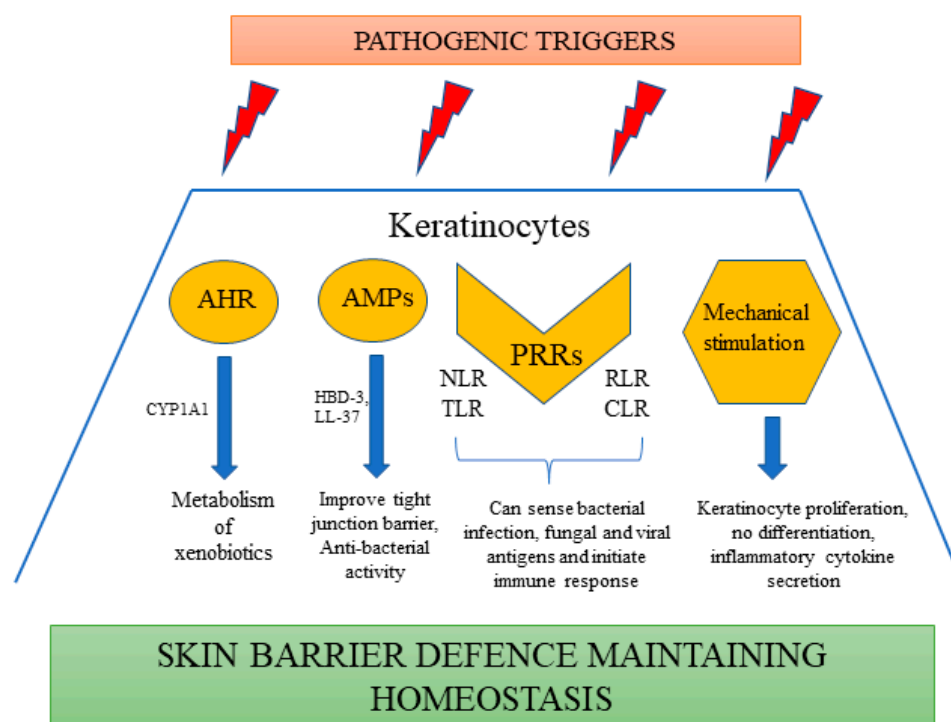 PATHOGENIC TRIGGERS
Keratinocytes
AHR
CYP1A1
Metabolism
of
xenobiotics
AMPs
HBD-3,
LL-37
Improve tight
junction barrier,
Anti-bacterial
activity
PRRs
NLR
TLR
RLR
CLR
Can sense bacterial
infection, fungal and viral
antigens and initiate
immune response
Mechanical
stimulation
Keratinocyte proliferation,
no differentiation,
inflammatory cytokine
secretion
SKIN BARRIER DEFENCE MAINTAINING
HOMEOSTASIS